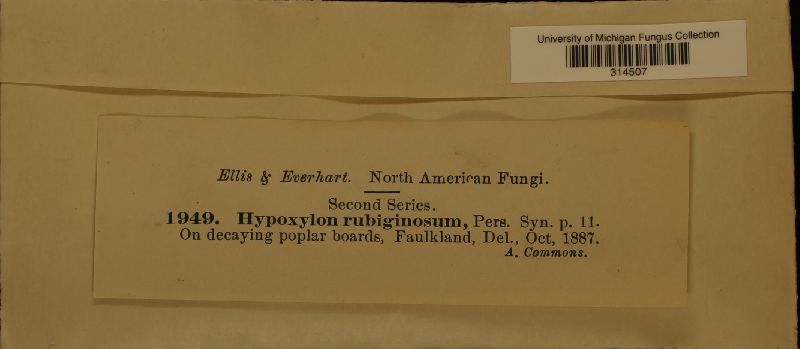 University of Michigan Fungus Collection
314507
Ellis & Everhart. North American Fungi.
Second Series.
1949. Hypoxylon rubiginosum, Pers. Syn. p. 11.
On decaying poplar boards, Faulkland, Del., Oct, 1887.
A. Commons.